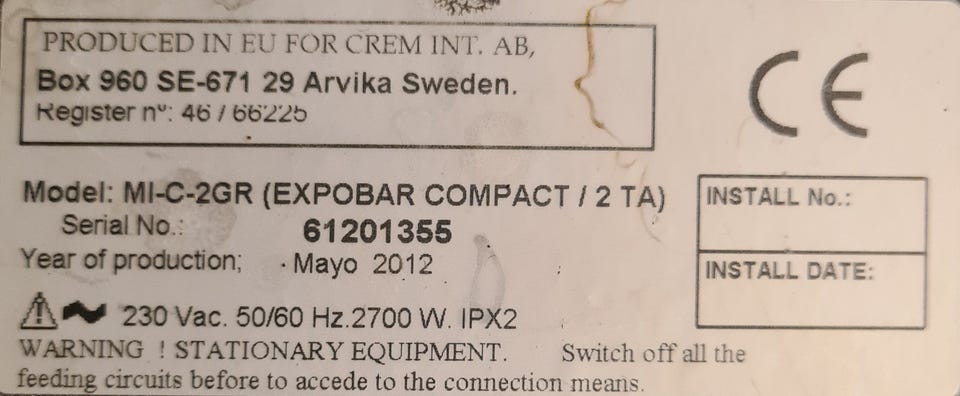 PRODUCED IN EU FOR CREM INT. AB,
Box 960 SE-671 29 Arvika Sweden.
Register nº: 46 / 66225
CE
Model: MI-C-2GR (EXPOBAR COMPACT / 2 TA)
Serial No.: 61201355
Year of production; Mayo 2012
INSTALL No.:
INSTALL DATE:
230 Vac. 50/60 Hz.2700 W. IPX2
WARNING ! STATIONARY EQUIPMENT. Switch off all the
feeding circuits before to accede to the connection means.